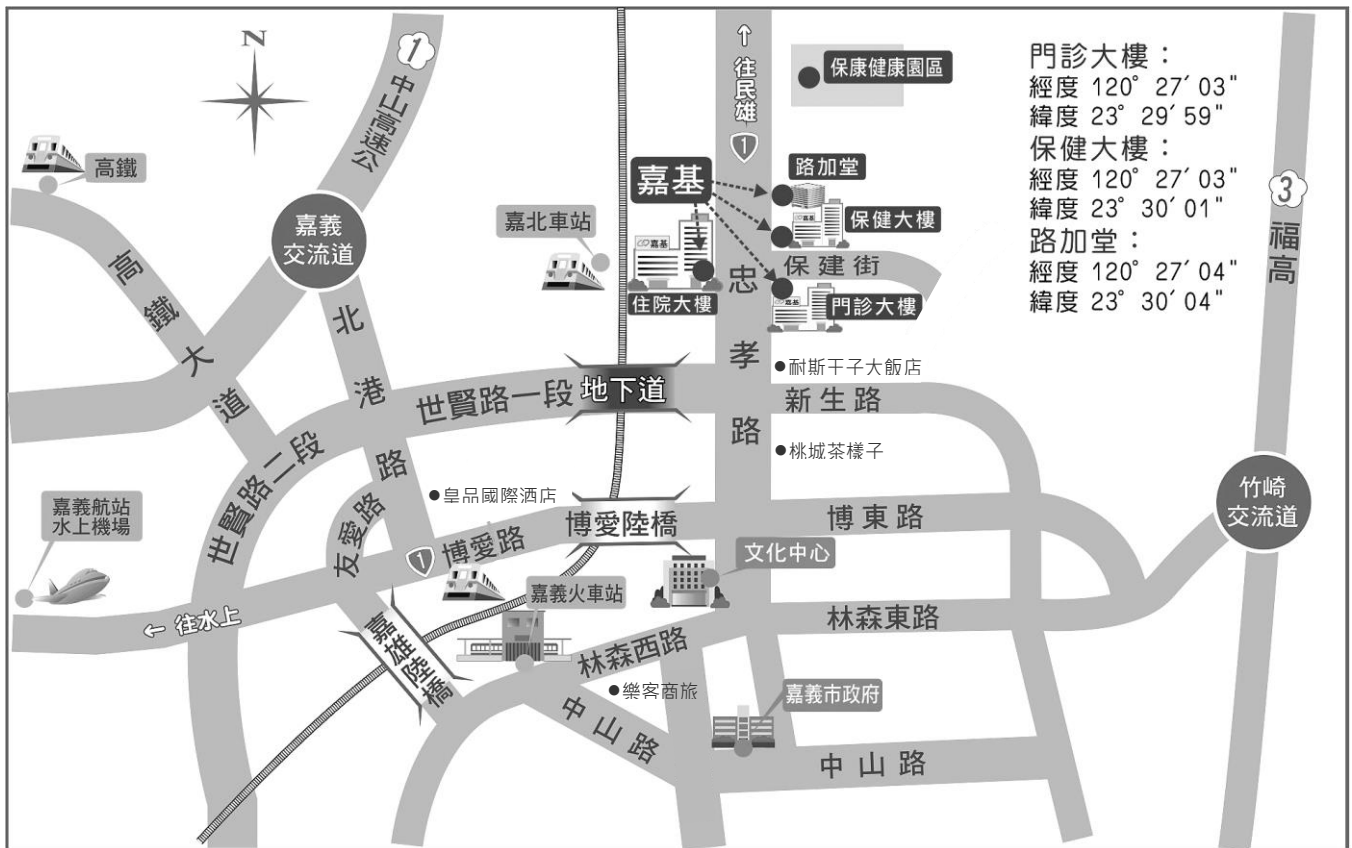 N
1
中山高速公
↑往民雄
1
保康健康園區
門診大樓：
經度 120° 27′ 03"
緯度 23° 29′ 59"
保健大樓：
經度 120° 27′ 03"
緯度 23° 30′ 01"
路加堂：
經度 120° 27′ 04"
緯度 23° 30′ 04"
高鐵
嘉義
交流道
嘉北車站
嘉基
路加堂
保健大樓
嘉基
嘉基
住院大樓
保建街
嘉基
門診大樓
3
福高
高鐵大道
北港路
世賢路一段
地下道
忠孝路
●耐斯王子大飯店
新生路
●桃城茶樣子
世賢路二段
友愛路
●皇品國際酒店
1
博愛路
博愛陸橋
博東路
竹崎
交流道
嘉義航站
水上機場
←往水上
嘉雄陸橋
嘉義火車站
文化中心
林森西路
林森東路
●樂客商旅
中山路
嘉義市政府
中山路